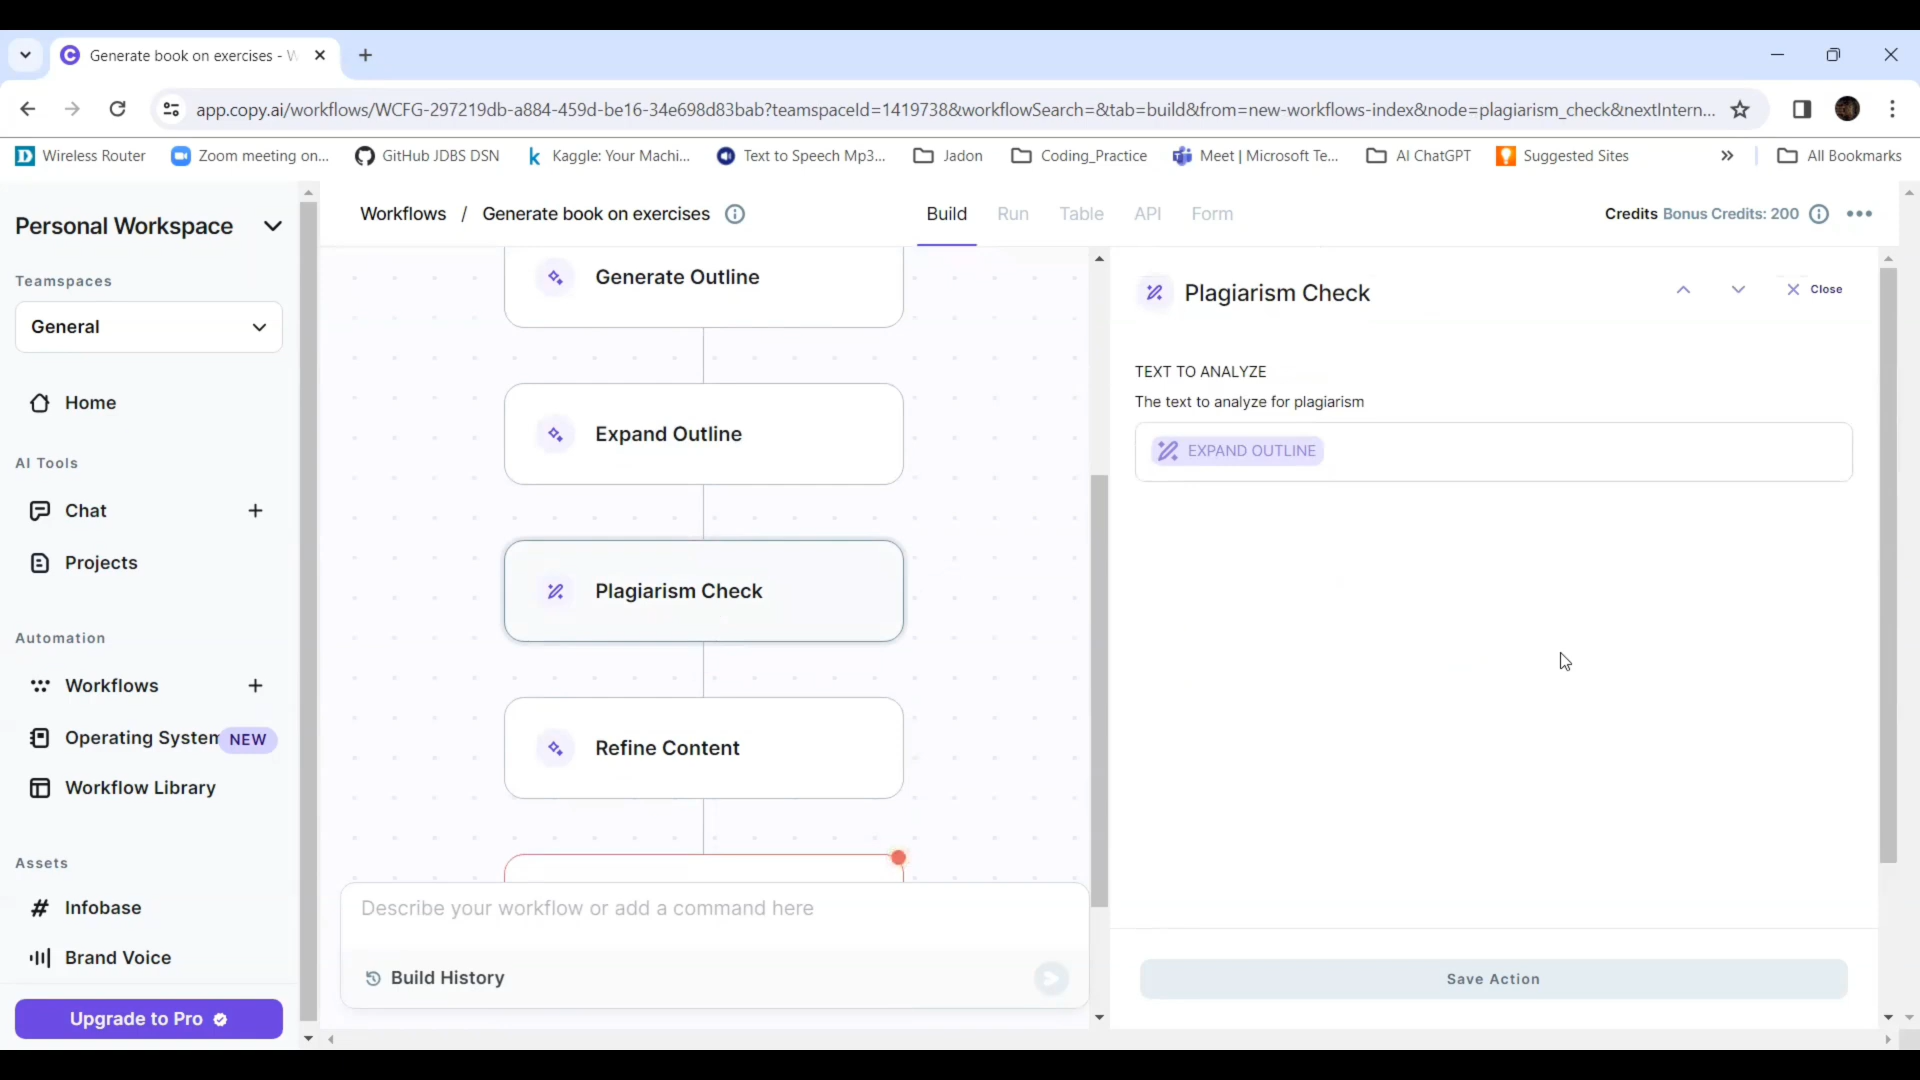 Generate book on exercises - W
app.copy.ai/workflows/WCFG-297219db-a884-459d-be16-34e698d83bab?teamspaceId=1419738&workflowSearch=&tab=build&from=new-workflows-index&node=plagiarism_check&nextIntern...
Wireless Router
Zoom meeting on...
GitHub JDBS DSN
Kaggle: Your Machi...
Text to Speech Mp3...
Jadon
Coding_Practice
Meet | Microsoft Te...
AI ChatGPT
Suggested Sites
»
All Bookmarks
Personal Workspace
Teamspaces
General
Home
AI Tools
Chat
Projects
Automation
Workflows
Operating System
NEW
Workflow Library
Assets
Infobase
Brand Voice
Upgrade to Pro
Workflows / Generate book on exercises
Build
Run
Table
API
Form
Credits Bonus Credits: 200
Generate Outline
Expand Outline
Plagiarism Check
Refine Content
Describe your workflow or add a command here
Build History
Plagiarism Check
Close
TEXT TO ANALYZE
The text to analyze for plagiarism
EXPAND OUTLINE
Save Action